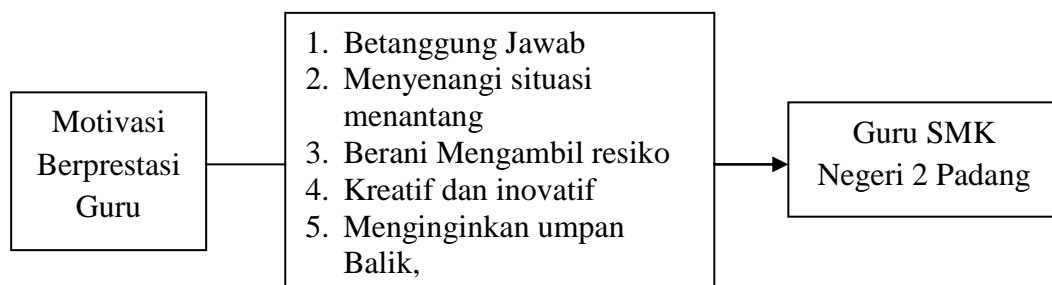 Motivasi
Berprestasi
Guru
1. Betanggung Jawab
2. Menyenangi situasi
menantang
3. Berani Mengambil resiko
4. Kreatif dan inovatif
5. Menginginkan umpan
Balik,
Guru SMK
Negeri 2 Padang